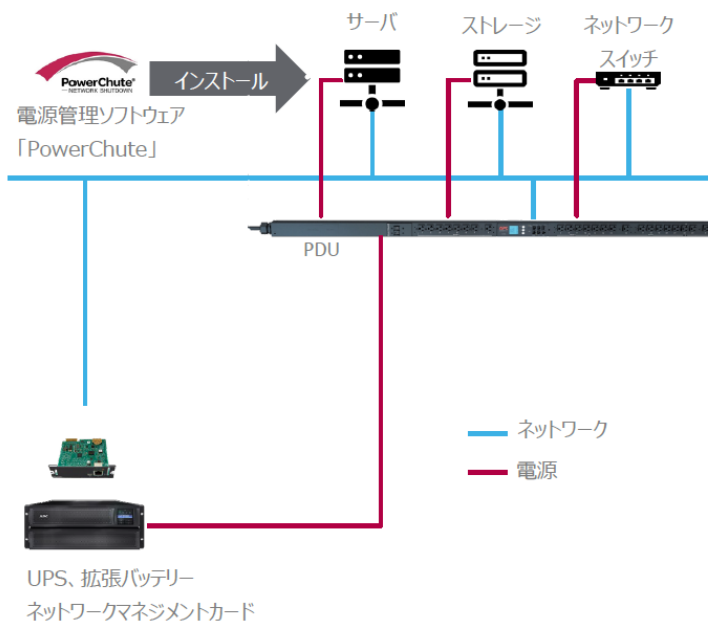 サーバ
ストレージ
ネットワーク
スイッチ
PowerChute®
NETWORK SHUTDOWN
インストール
電源管理ソフトウェア
「PowerChute」
PDU
ネットワーク
電源
UPS、拡張バッテリー
ネットワークマネジメントカード